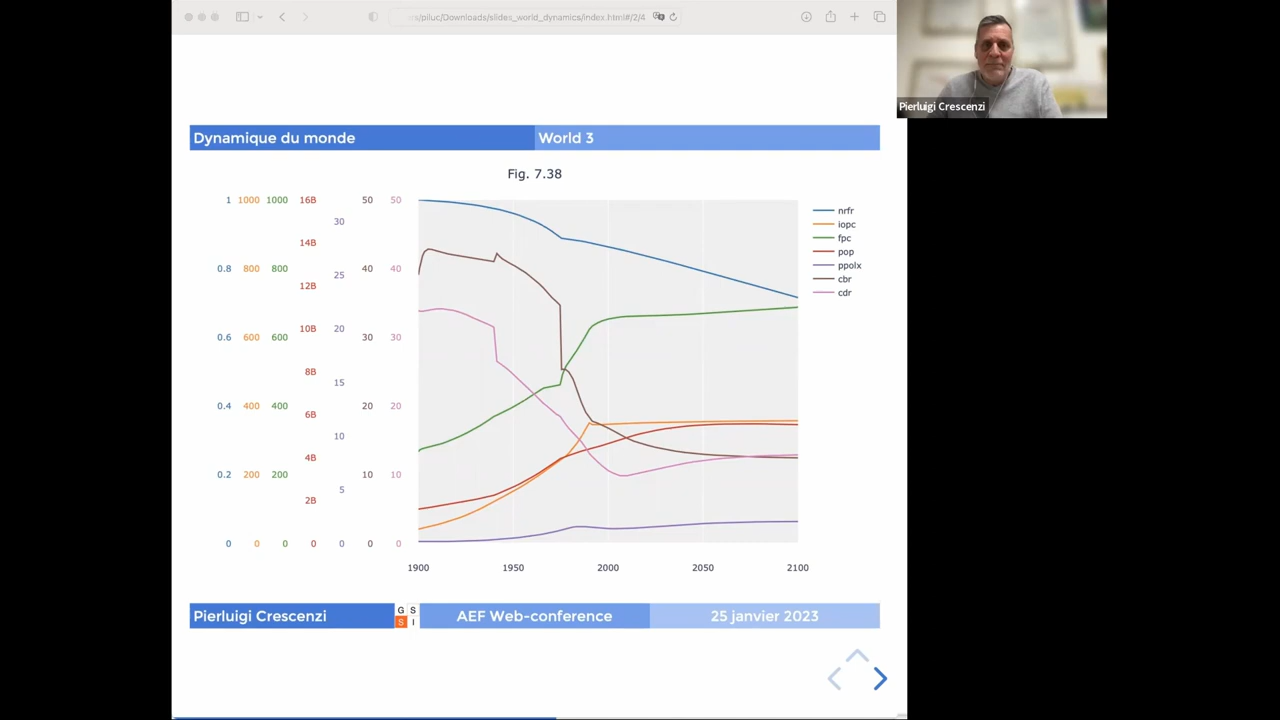 s/piluc/Downloads/slides_world_dynamics/index.html#/2/4
Pierluigi Crescenzi
Dynamique du monde
World 3
Fig. 7.38
1 1000 1000 16B 50 50
30
14B
0.8 800 800 40 40
25
12B
10B
0.6 600 600 20 30 30
8B
15
0.4 400 400 20 20
6B
10
4B
0.2 200 200 10 10
5
2B
0 0 0 0 0 0 0
1900 1950 2000 2050 2100
nrfr
iopc
fpc
pop
ppolx
cbr
cdr
Pierluigi Crescenzi
G S
S I
AEF Web-conference
25 janvier 2023